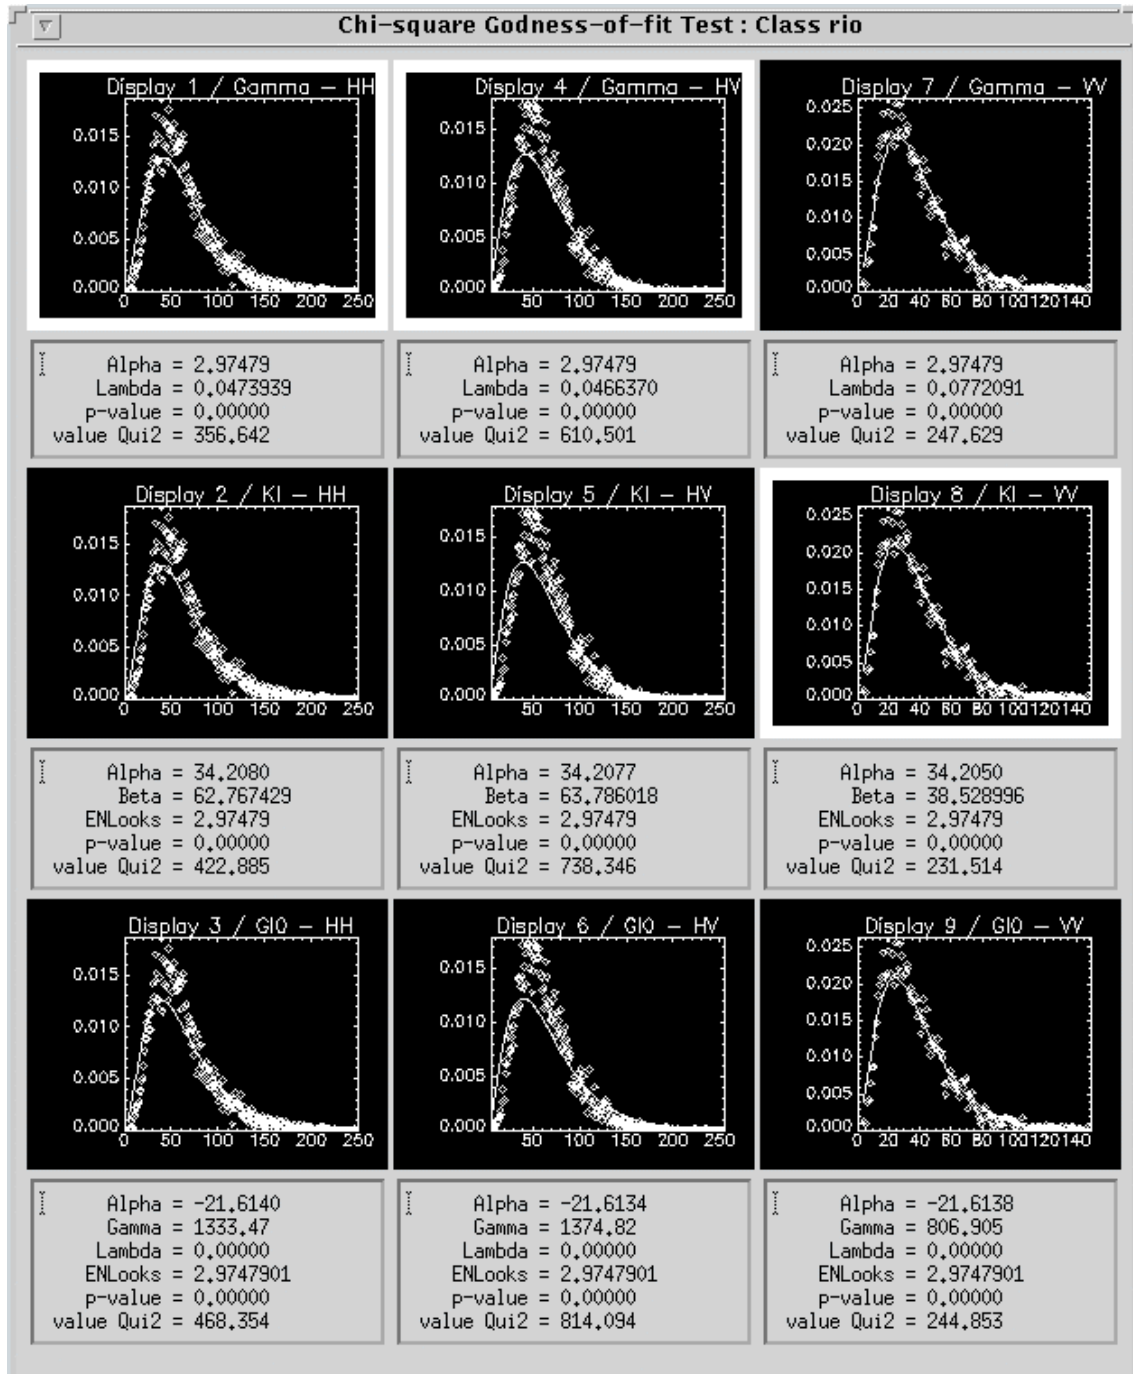 Chi-square Godness-of-fit Test : Class rio
Display 1 / Gamma – HH
0.015
0.010
0.005
0.000
0 50 100 150 200 250
Display 4 / Gamma – HV
0.015
0.010
0.005
0.000
50 100 150 200 250
Display 7 / Gamma – VV
0.025
0.020
0.015
0.010
0.005
0.000
0 20 40 60 80 100 120 140
Alpha = 2.97479
Lambda = 0.0473939
p-value = 0.00000
value Qui2 = 356.642
Alpha = 2.97479
Lambda = 0.0466370
p-value = 0.00000
value Qui2 = 610.501
Alpha = 2.97479
Lambda = 0.0772091
p-value = 0.00000
value Qui2 = 247.629
Display 2 / KI – HH
0.015
0.010
0.005
0.000
0 50 100 150 200 250
Display 5 / KI – HV
0.015
0.010
0.005
0.000
50 100 150 200 250
Display 8 / KI – VV
0.025
0.020
0.015
0.010
0.005
0.000
0 20 40 60 80 100 120 140
Alpha = 34.2080
Beta = 62.767429
ENLooks = 2.97479
p-value = 0.00000
value Qui2 = 422.885
Alpha = 34.2077
Beta = 63.786018
ENLooks = 2.97479
p-value = 0.00000
value Qui2 = 738.346
Alpha = 34.2050
Beta = 38.528996
ENLooks = 2.97479
p-value = 0.00000
value Qui2 = 231.514
Display 3 / GI0 – HH
0.015
0.010
0.005
0.000
0 50 100 150 200 250
Display 6 / GI0 – HV
0.015
0.010
0.005
0.000
50 100 150 200 250
Display 9 / GI0 – VV
0.025
0.020
0.015
0.010
0.005
0.000
0 20 40 60 80 100 120 140
Alpha = -21.6140
Gamma = 1333.47
Lambda = 0.00000
ENLooks = 2.9747901
p-value = 0.00000
value Qui2 = 468.354
Alpha = -21.6134
Gamma = 1374.82
Lambda = 0.00000
ENLooks = 2.9747901
p-value = 0.00000
value Qui2 = 814.094
Alpha = -21.6138
Gamma = 806.905
Lambda = 0.00000
ENLooks = 2.9747901
p-value = 0.00000
value Qui2 = 244.853